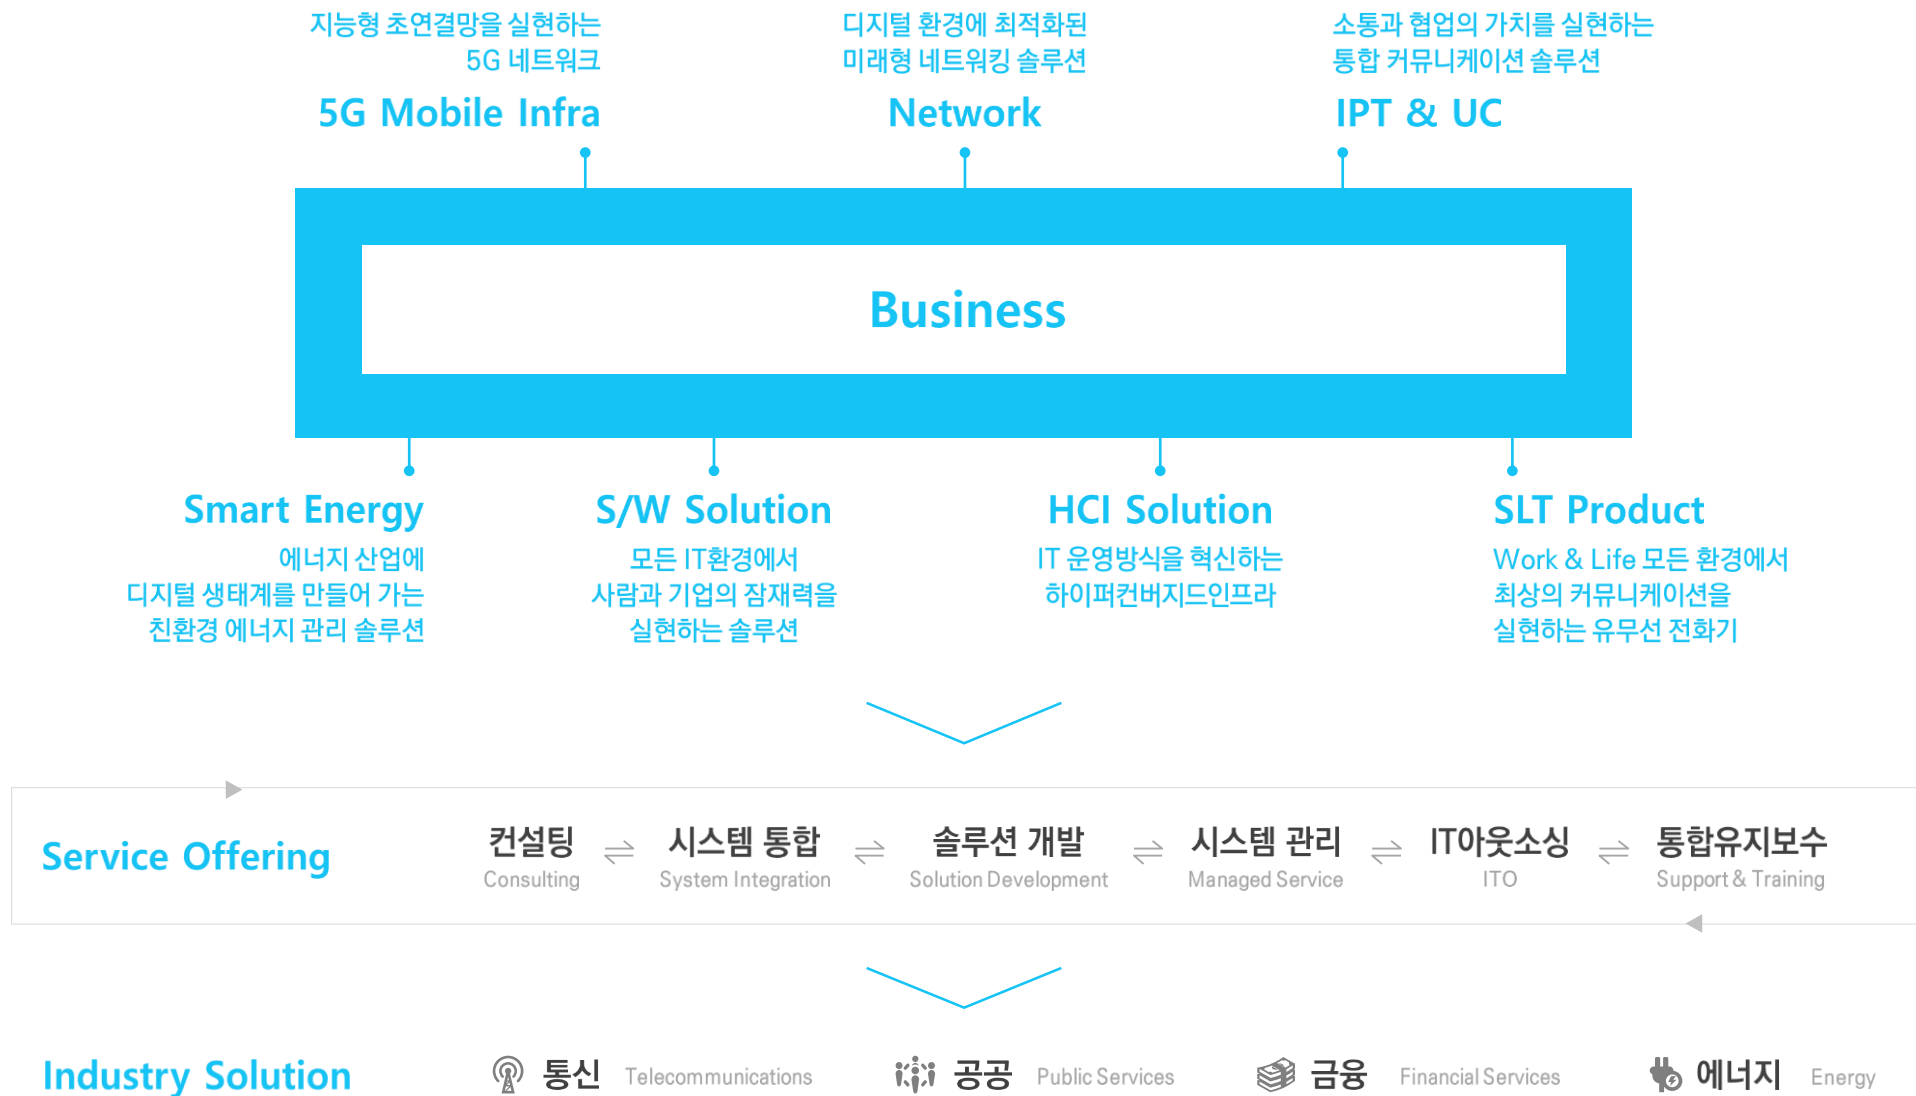 지능형 초연결망을 실현하는
5G 네트워크
5G Mobile Infra
디지털 환경에 최적화된
미래형 네트워킹 솔루션
Network
소통과 협업의 가치를 실현하는
통합 커뮤니케이션 솔루션
IPT & UC
Business
Smart Energy
에너지 산업에
디지털 생태계를 만들어 가는
친환경 에너지 관리 솔루션
S/W Solution
모든 IT환경에서
사람과 기업의 잠재력을
실현하는 솔루션
HCI Solution
IT 운영방식을 혁신하는
하이퍼컨버지드인프라
SLT Product
Work & Life 모든 환경에서
최상의 커뮤니케이션을
실현하는 유무선 전화기
Service Offering
컨설팅
Consulting
시스템 통합
System Integration
솔루션 개발
Solution Development
시스템 관리
Managed Service
IT아웃소싱
ITO
통합유지보수
Support & Training
Industry Solution
통신 Telecommunications
공공 Public Services
금융 Financial Services
에너지 Energy